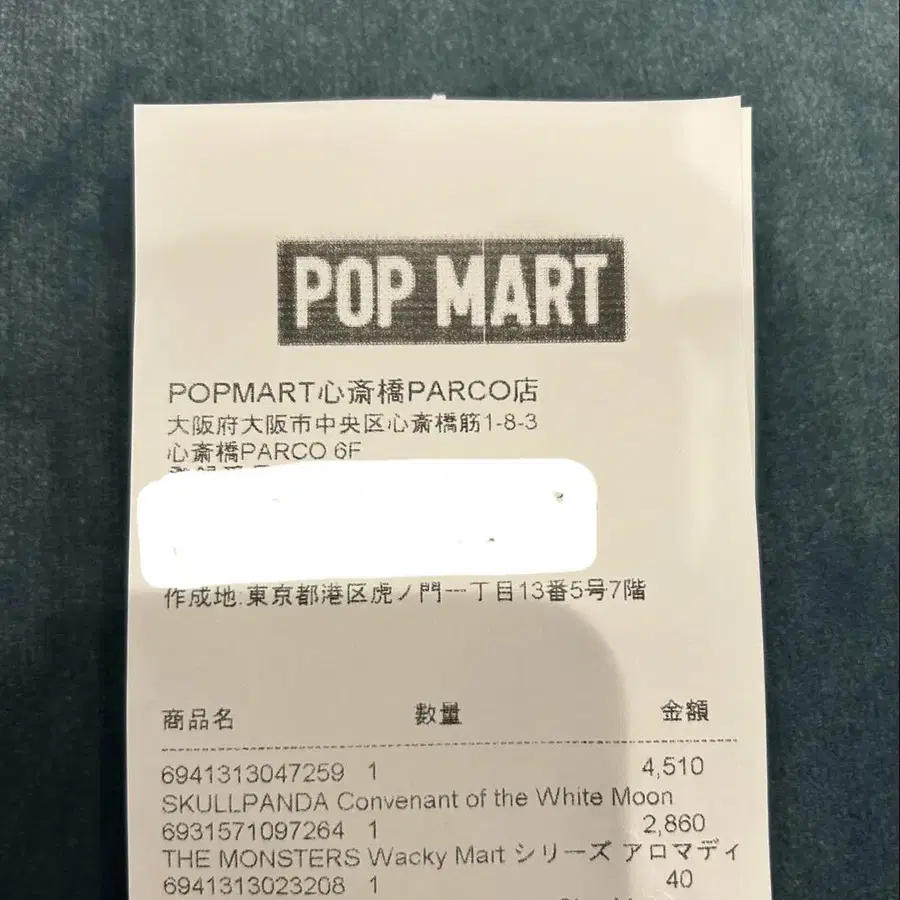 POP MART
POPMART心斎橋PARCO店
大阪府大阪市中央区心斎橋筋1-8-3
心斎橋PARCO 6F
作成地:東京都港区虎ノ門一丁目13番5号7階
商品名 数量 金額
6941313047259 1 4,510
SKULLPANDA Convenant of the White Moon
6931571097264 1 2,860
THE MONSTERS Wacky Mart シリーズ アロマディ
6941313023208 1 40